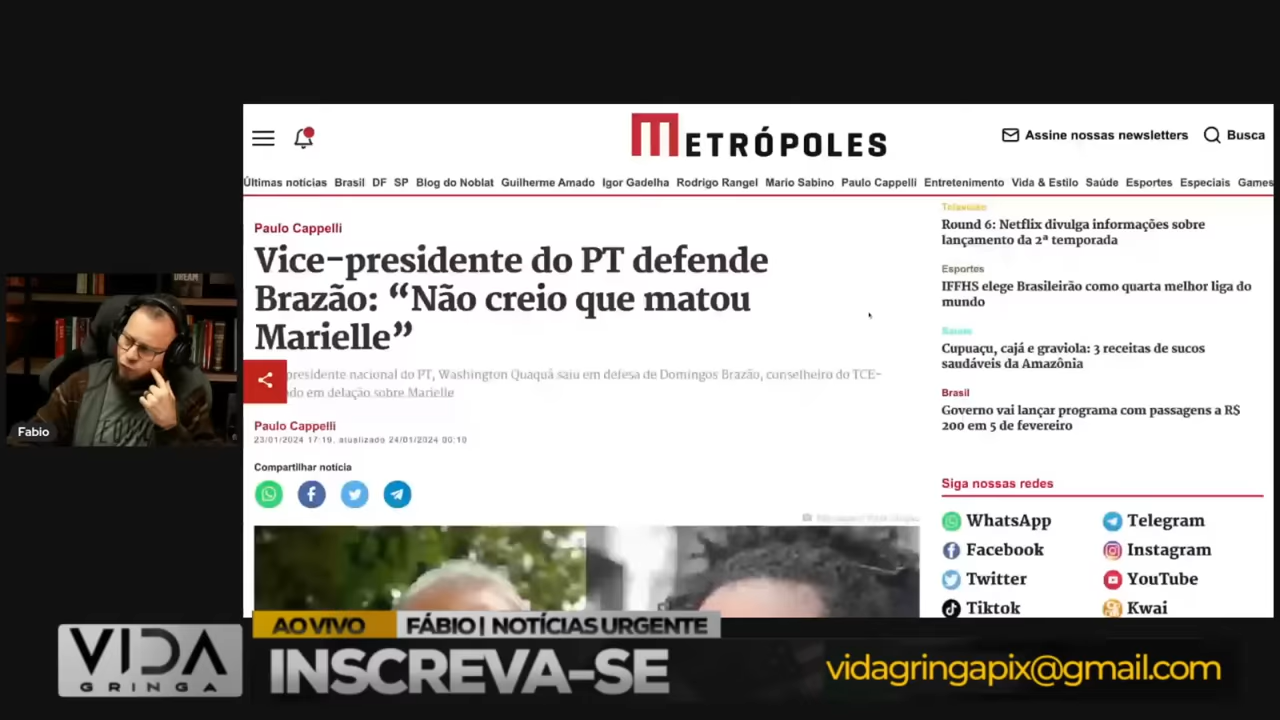 METRÓPOLES
Assine nossas newsletters
Busca
Últimas notícias Brasil DF SP Blog do Noblat Guilherme Amado Igor Gadelha Rodrigo Rangel Mario Sabino Paulo Cappelli Entretenimento Vida & Estilo Saúde Esportes Especiais Games
Paulo Cappelli
Vice-presidente do PT defende
Brazão: “Não creio que matou
Marielle”
presidente nacional do PT, Washington Quaquá saiu em defesa de Domingos Brazão, conselheiro do TCE-
do em delação sobre Marielle
Paulo Cappelli
23/01/2024 17:19, atualizado 24/01/2024 00:10
Compartilhar notícia
Televisão
Round 6: Netflix divulga informações sobre
lançamento da 2ª temporada
Esportes
IFFHS elege Brasileirão como quarta melhor liga do
mundo
Cupuaçu, cajá e graviola: 3 receitas de sucos
saudáveis da Amazônia
Brasil
Governo vai lançar programa com passagens a R$
200 em 5 de fevereiro
Siga nossas redes
WhatsApp
Telegram
Facebook
Instagram
Twitter
YouTube
Tiktok
Kwai
Fabio
AO VIVO
FÁBIO | NOTÍCIAS URGENTE
VIDA
GRINGA
INSCREVA-SE
vidagringapix@gmail.com